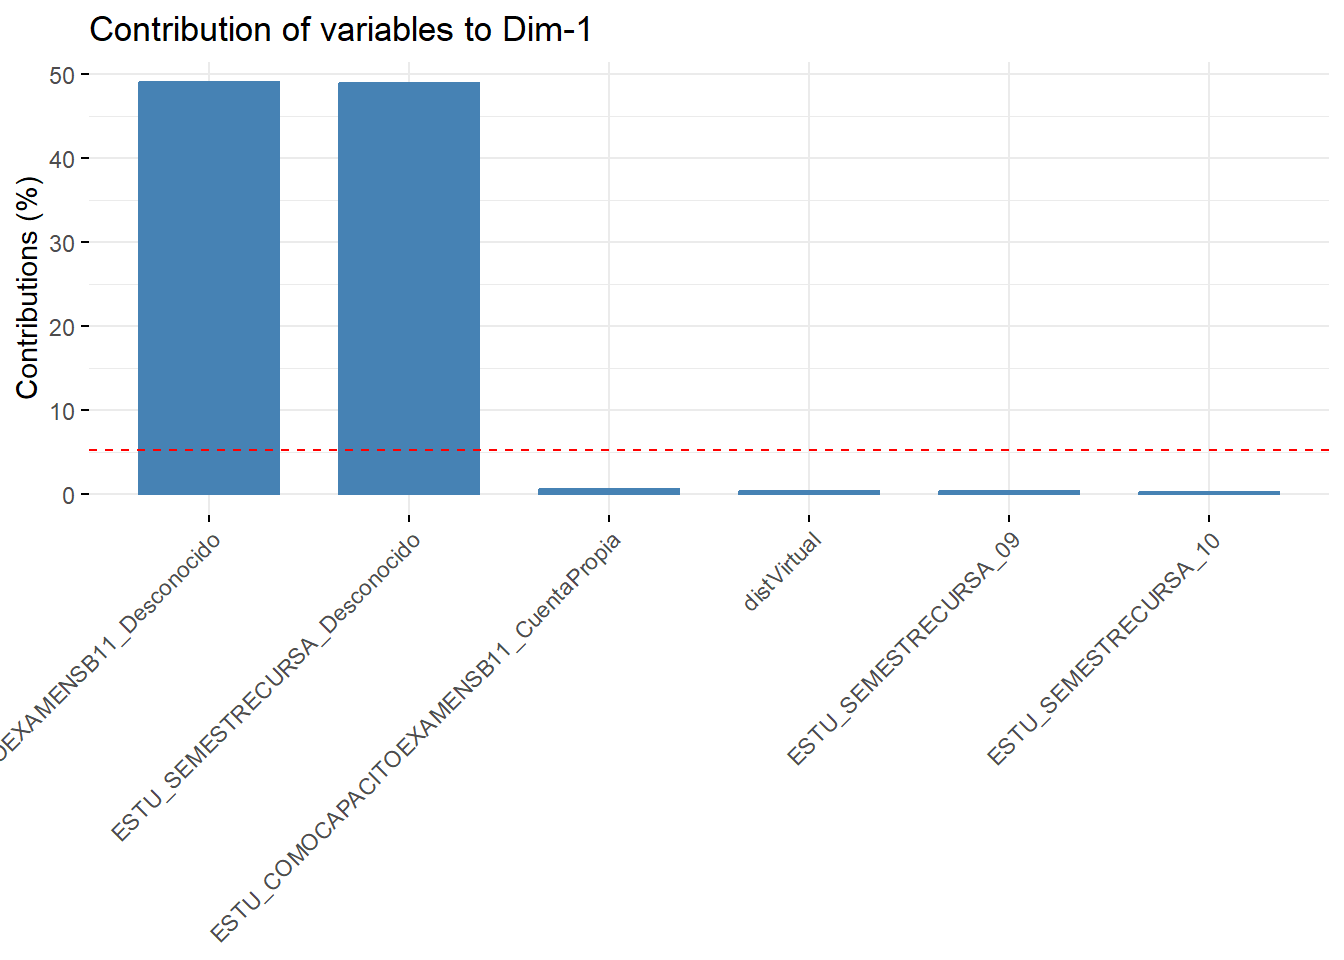 Contribution of variables to Dim-1
Contributions (%)
50
40
30
20
10
0
OEXAMENSB11_Desconocido
ESTU_SEMESTRECURSA_Desconocido
ESTU_COMOCAPACITOEXAMENSB11_CuentaPropia
distVirtual
ESTU_SEMESTRECURSA_09
ESTU_SEMESTRECURSA_10